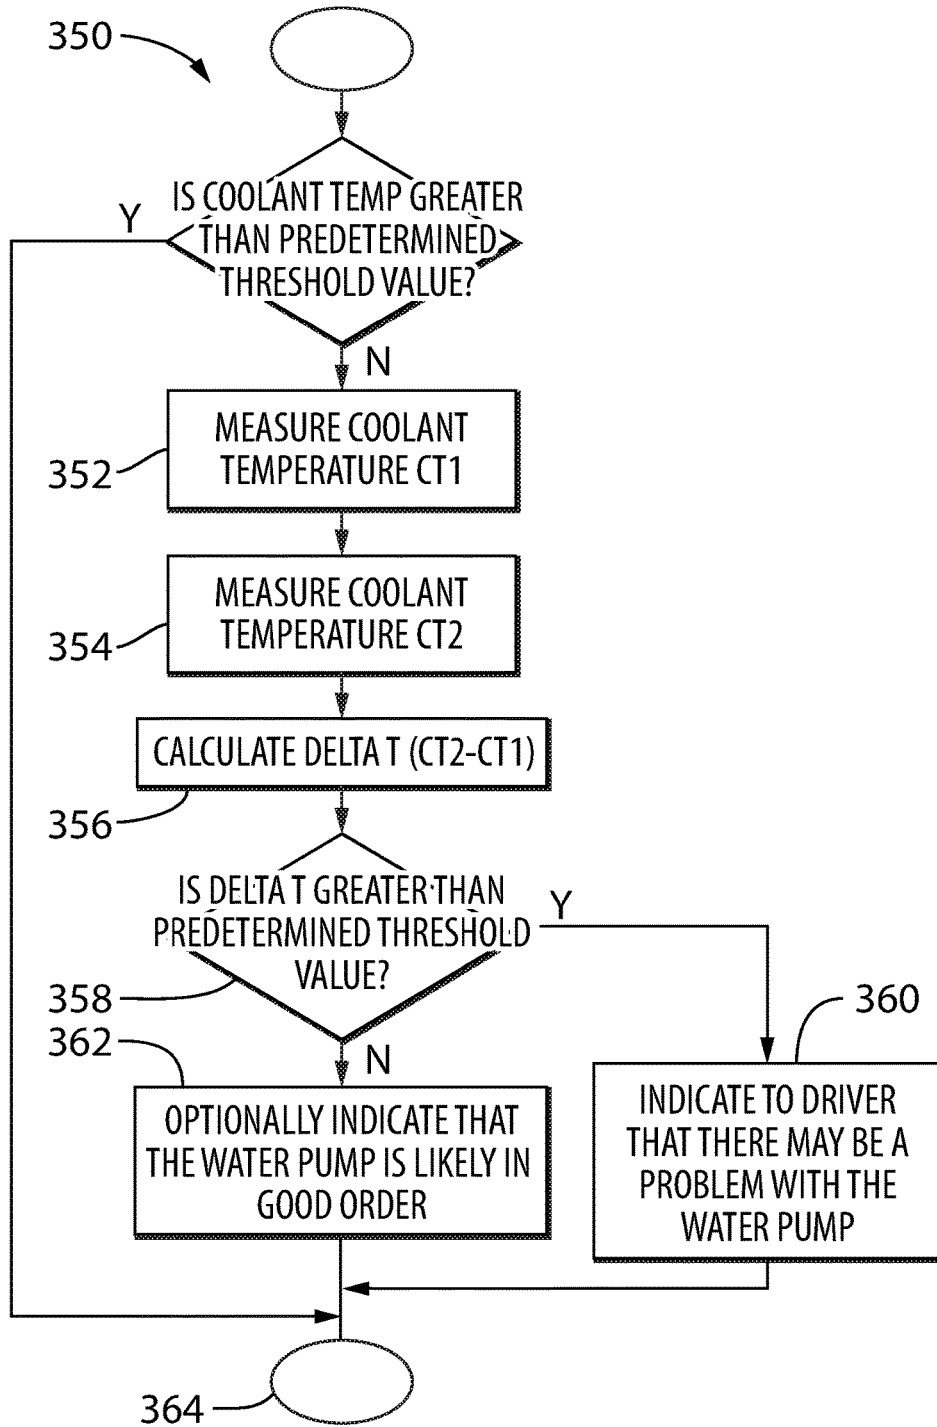 350
IS COOLANT TEMP GREATER
THAN PREDETERMINED
THRESHOLD VALUE?
Y
N
352
MEASURE COOLANT
TEMPERATURE CT1
354
MEASURE COOLANT
TEMPERATURE CT2
CALCULATE DELTA T (CT2-CT1)
356
IS DELTA T GREATER THAN
PREDETERMINED THRESHOLD
VALUE?
Y
358
N
362
360
OPTIONALLY INDICATE THAT
THE WATER PUMP IS LIKELY IN
GOOD ORDER
INDICATE TO DRIVER
THAT THERE MAY BE A
PROBLEM WITH THE
WATER PUMP
364